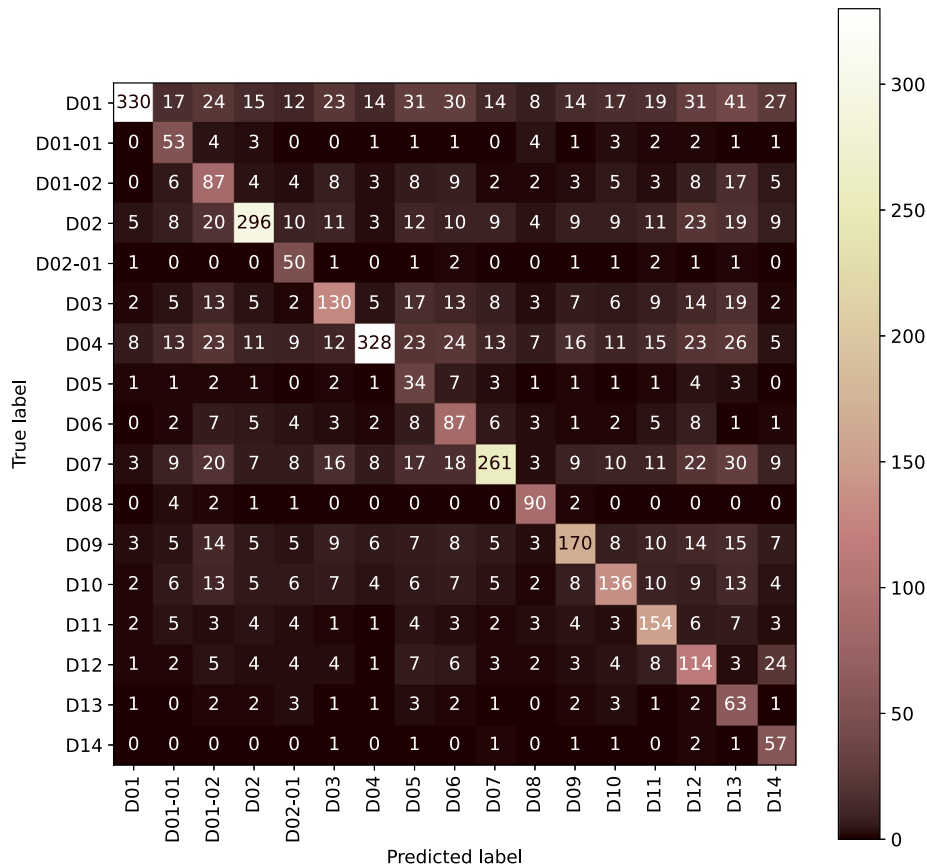 D01 330 17 24 15 12 23 14 31 30 14 8 14 17 19 31 41 27
D01-01 0 53 4 3 0 0 1 1 1 0 4 1 3 2 2 1 1
D01-02 0 6 87 4 4 8 3 8 9 2 2 3 5 3 8 17 5
D02 5 8 20 296 10 11 3 12 10 9 4 9 9 11 23 19 9
D02-01 1 0 0 0 50 1 0 1 2 0 0 1 1 2 1 1 0
D03 2 5 13 5 2 130 5 17 13 8 3 7 6 9 14 19 2
D04 8 13 23 11 9 12 328 23 24 13 7 16 11 15 23 26 5
D05 1 1 2 1 0 2 1 34 7 3 1 1 1 1 4 3 0
D06 0 2 7 5 4 3 2 8 87 6 3 1 2 5 8 1 1
D07 3 9 20 7 8 16 8 17 18 261 3 9 10 11 22 30 9
D08 0 4 2 1 1 0 0 0 0 0 90 2 0 0 0 0 0
D09 3 5 14 5 5 9 6 7 8 5 3 170 8 10 14 15 7
D10 2 6 13 5 6 7 4 6 7 5 2 8 136 10 9 13 4
D11 2 5 3 4 4 1 1 4 3 2 3 4 3 154 6 7 3
D12 1 2 5 4 4 4 1 7 6 3 2 3 4 8 114 3 24
D13 1 0 2 2 3 1 1 3 2 1 0 2 3 1 2 63 1
D14 0 0 0 0 0 1 0 1 0 1 0 1 1 0 2 1 57
D01 D01-01 D01-02 D02 D02-01 D03 D04 D05 D06 D07 D08 D09 D10 D11 D12 D13 D14
Predicted label
True label
300
250
200
150
100
50
0